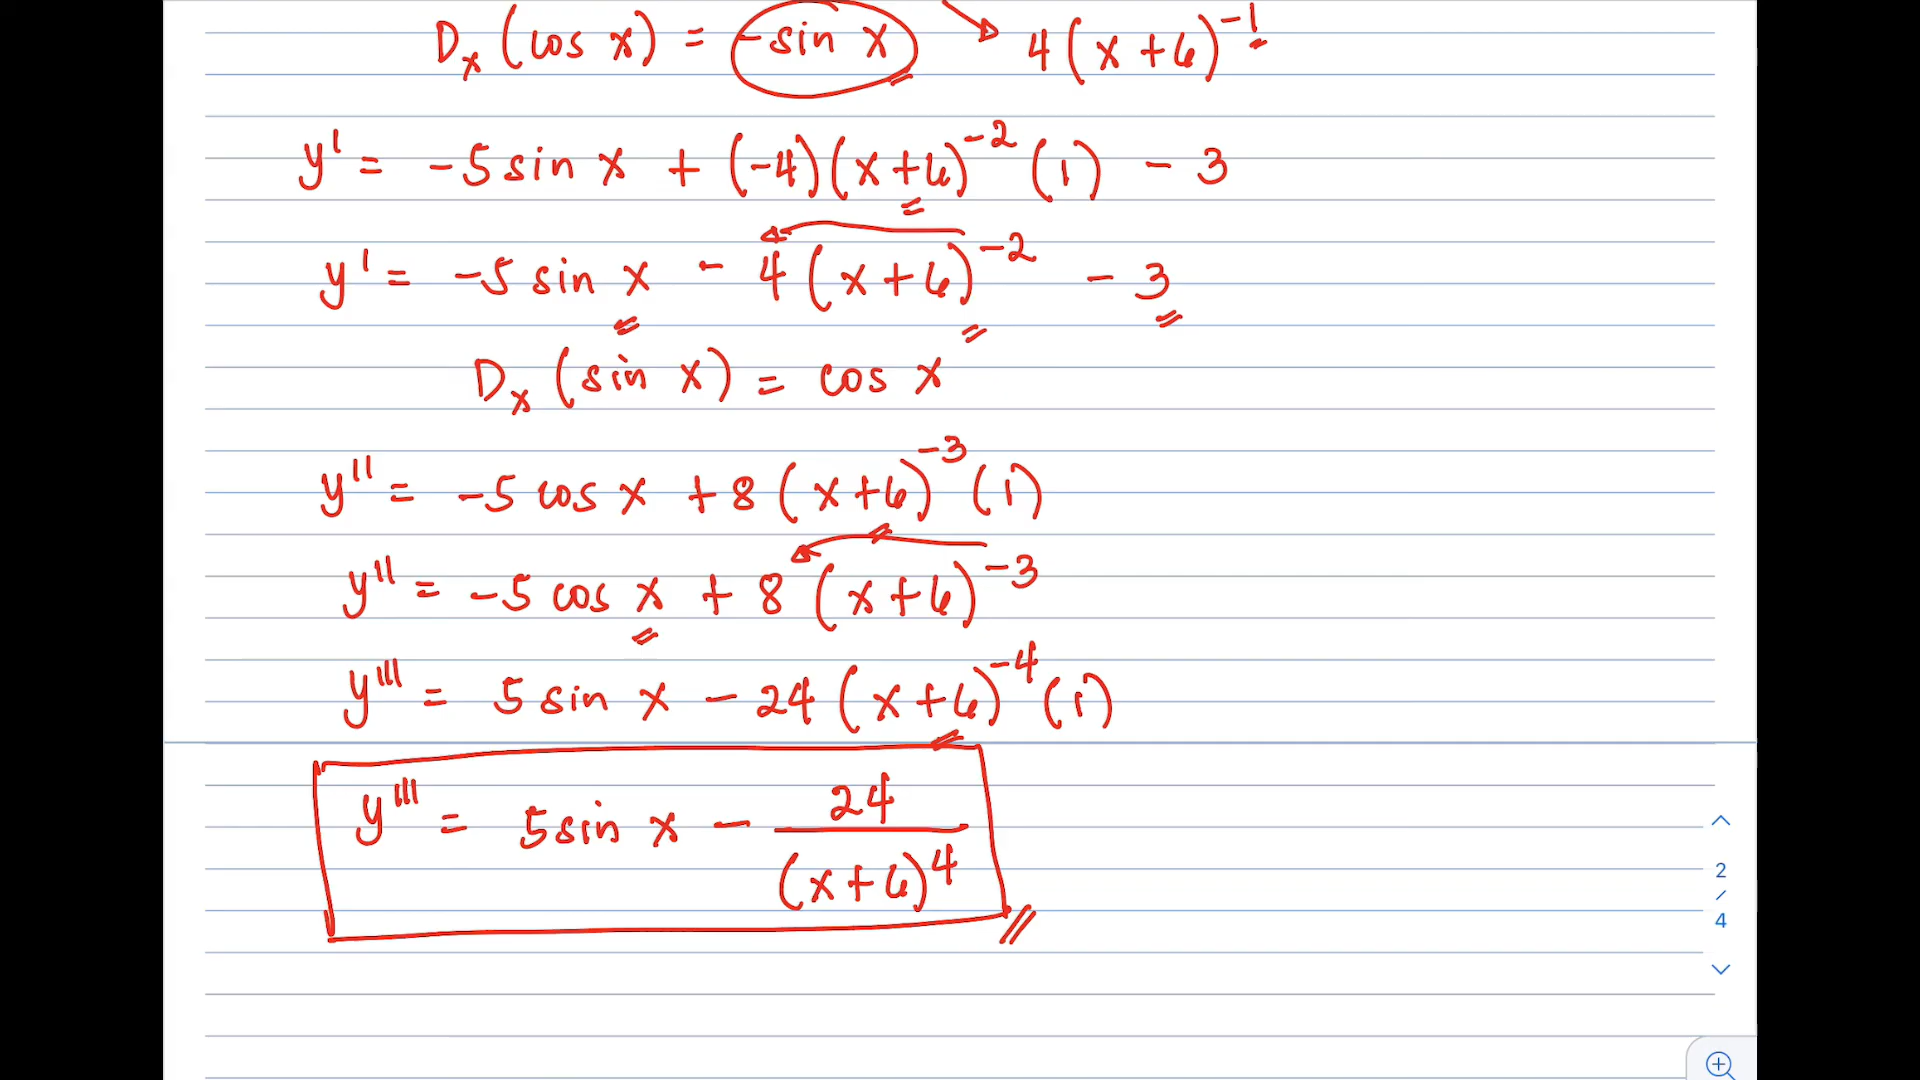 Dₓ (cos x) = -sin x 4(x+6)⁻¹
y' = -5 sin x + (-4)(x+6)⁻² (1) - 3
y' = -5 sin x - 4(x+6)⁻² - 3
Dₓ (sin x) = cos x
y'' = -5 cos x + 8 (x+6)⁻³ (1)
y'' = -5 cos x + 8 (x+6)⁻³
y''' = 5 sin x - 24 (x+6)⁻⁴ (1)
y''' = 5 sin x - 24/(x+6)⁴
2
/
4